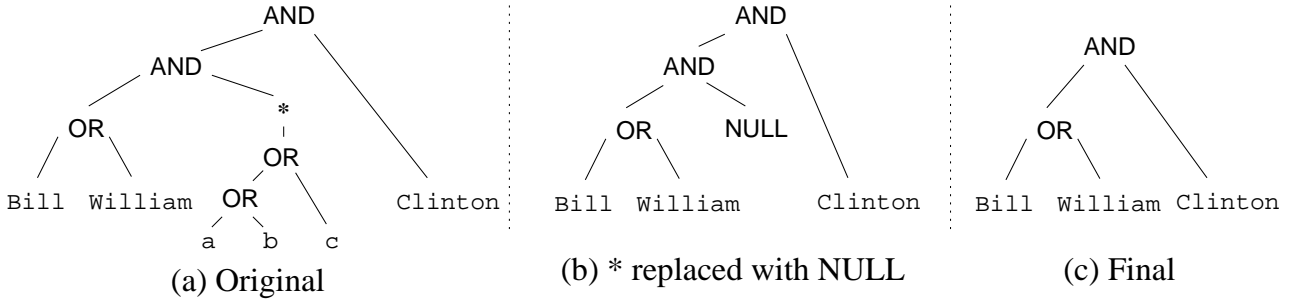 AND AND AND
AND AND
* 
OR OR NULL OR
OR
Bill William OR Clinton Bill William Clinton Bill William Clinton
a b c
(a) Original (b) * replaced with NULL (c) Final